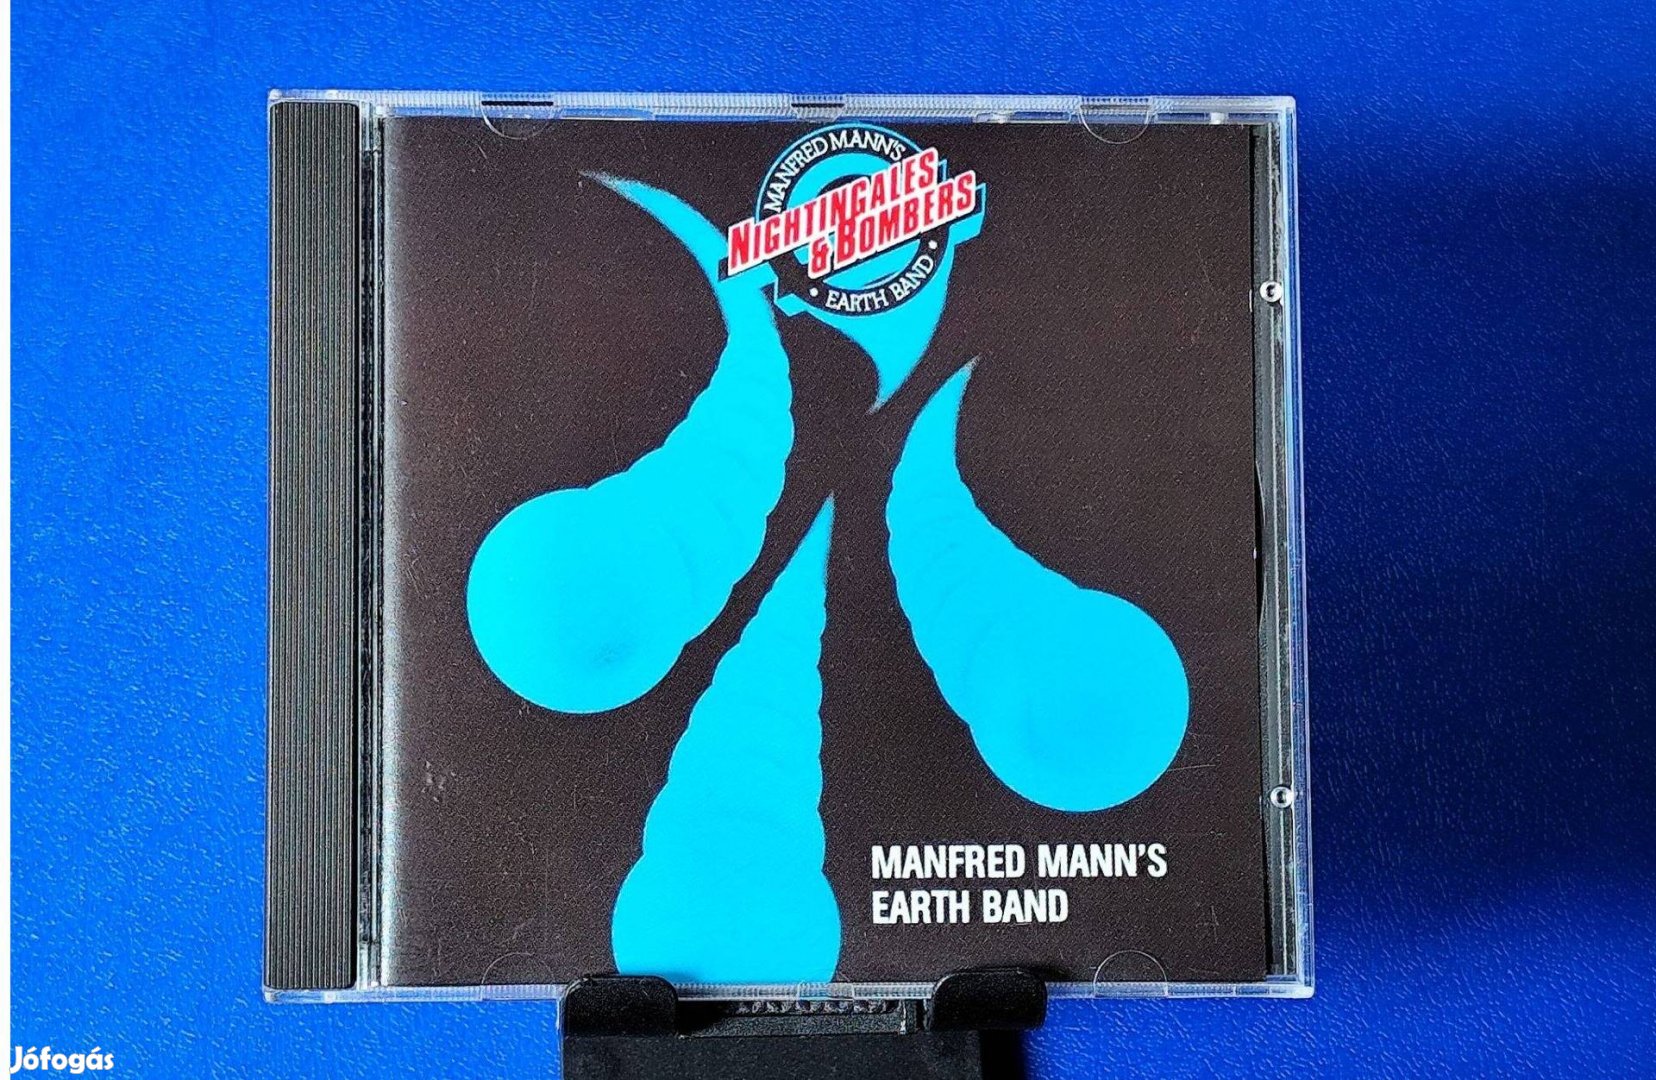 MANFRED MANN'S
NIGHTINGALES
& BOMBERS
• EARTH BAND •
MANFRED MANN'S
EARTH BAND
Jófogás